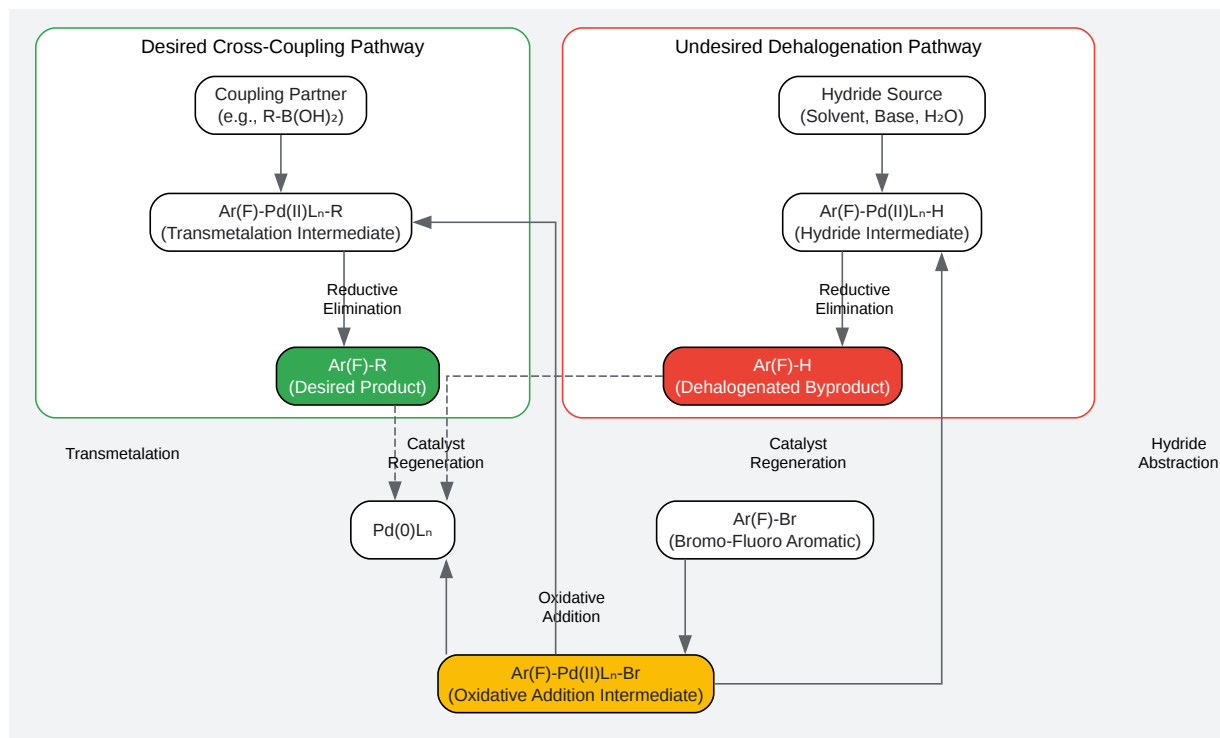 Desired Cross-Coupling Pathway
Undesired Dehalogenation Pathway
Coupling Partner
(e.g., R-B(OH)₂)
Hydride Source
(Solvent, Base, H₂O)
Ar(F)-Pd(II)Lₙ-R
(Transmetalation Intermediate)
Ar(F)-Pd(II)Lₙ-H
(Hydride Intermediate)
Reductive
Elimination
Reductive
Elimination
Ar(F)-R
(Desired Product)
Ar(F)-H
(Dehalogenated Byproduct)
Transmetalation
Catalyst
Regeneration
Catalyst
Regeneration
Hydride
Abstraction
Pd(0)Lₙ
Ar(F)-Br
(Bromo-Fluoro Aromatic)
Oxidative
Addition
Ar(F)-Pd(II)Lₙ-Br
(Oxidative Addition Intermediate)